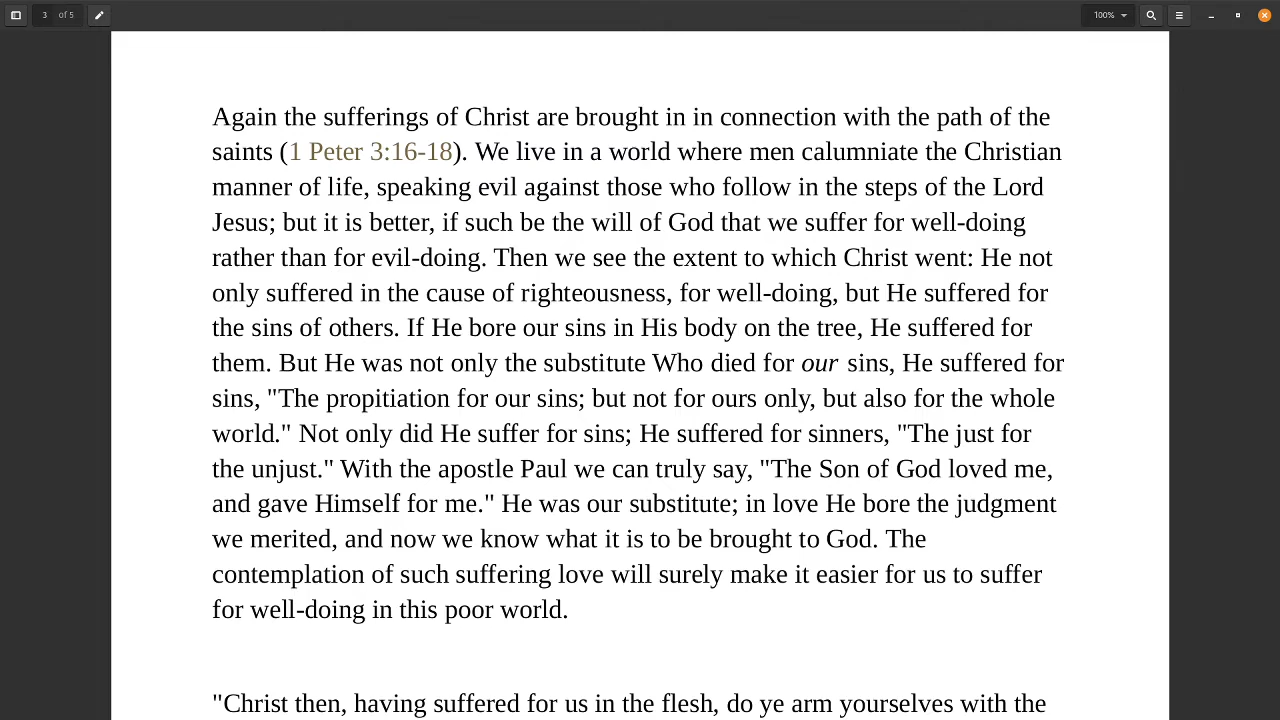 3 of 5
100%
Again the sufferings of Christ are brought in in connection with the path of the
saints (1 Peter 3:16-18). We live in a world where men calumniate the Christian
manner of life, speaking evil against those who follow in the steps of the Lord
Jesus; but it is better, if such be the will of God that we suffer for well-doing
rather than for evil-doing. Then we see the extent to which Christ went: He not
only suffered in the cause of righteousness, for well-doing, but He suffered for
the sins of others. If He bore our sins in His body on the tree, He suffered for
them. But He was not only the substitute Who died for our sins, He suffered for
sins, "The propitiation for our sins; but not for ours only, but also for the whole
world." Not only did He suffer for sins; He suffered for sinners, "The just for
the unjust." With the apostle Paul we can truly say, "The Son of God loved me,
and gave Himself for me." He was our substitute; in love He bore the judgment
we merited, and now we know what it is to be brought to God. The
contemplation of such suffering love will surely make it easier for us to suffer
for well-doing in this poor world.
"Christ then, having suffered for us in the flesh, do ye arm yourselves with the